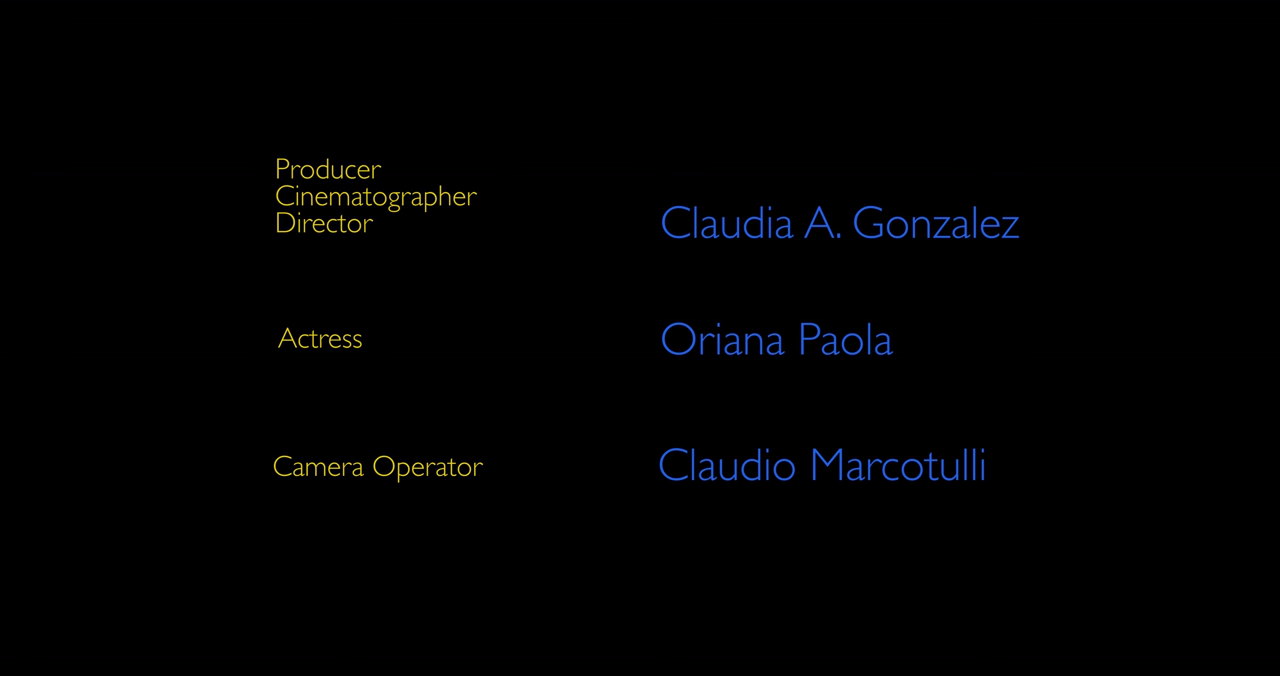 Producer
Cinematographer
Director
Claudia A. Gonzalez
Actress
Oriana Paola
Camera Operator
Claudio Marcotulli